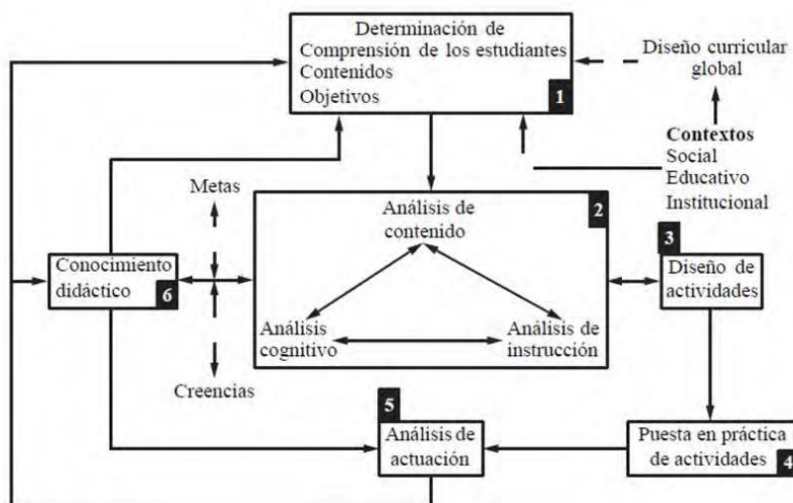 Determinación de
Comprensión de los estudiantes
Contenidos
Objetivos
1
Diseño curricular
global
Contextos
Social
Educativo
Institucional
Metas
Análisis de
contenido
2
3
Conocimiento
didáctico
6
Diseño de
actividades
Análisis
cognitivo
Análisis de
instrucción
Creencias
5
Análisis de
actuación
Puesta en práctica
de actividades
4